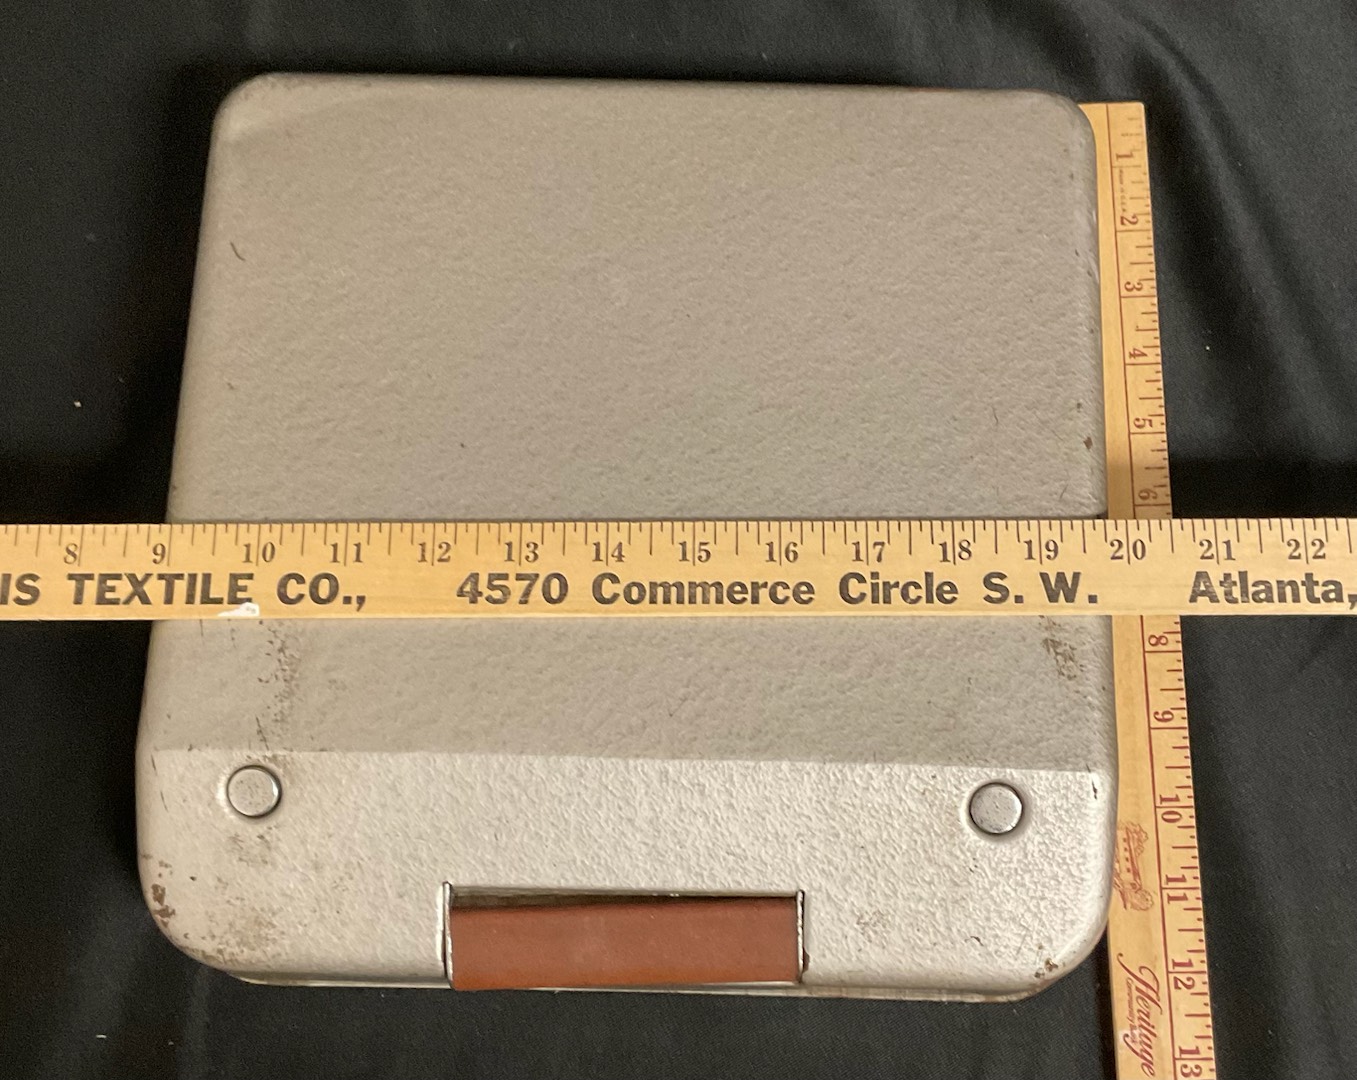 8 9 10 11 12 13 14 15 16 17 18 19 20 21 22
IS TEXTILE CO., 4570 Commerce Circle S. W. Atlanta,
1 2 3 4 5 6 8 9 10 11 12 13
Heritage